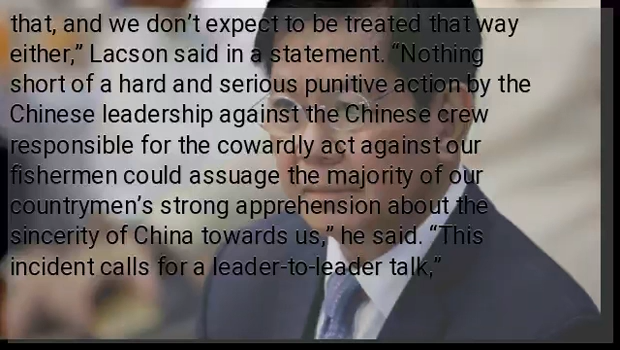 that, and we don’t expect to be treated that way
either,” Lacson said in a statement. “Nothing
short of a hard and serious punitive action by the
Chinese leadership against the Chinese crew
responsible for the cowardly act against our
fishermen could assuage the majority of our
countrymen’s strong apprehension about the
sincerity of China towards us,” he said. “This
incident calls for a leader-to-leader talk,”